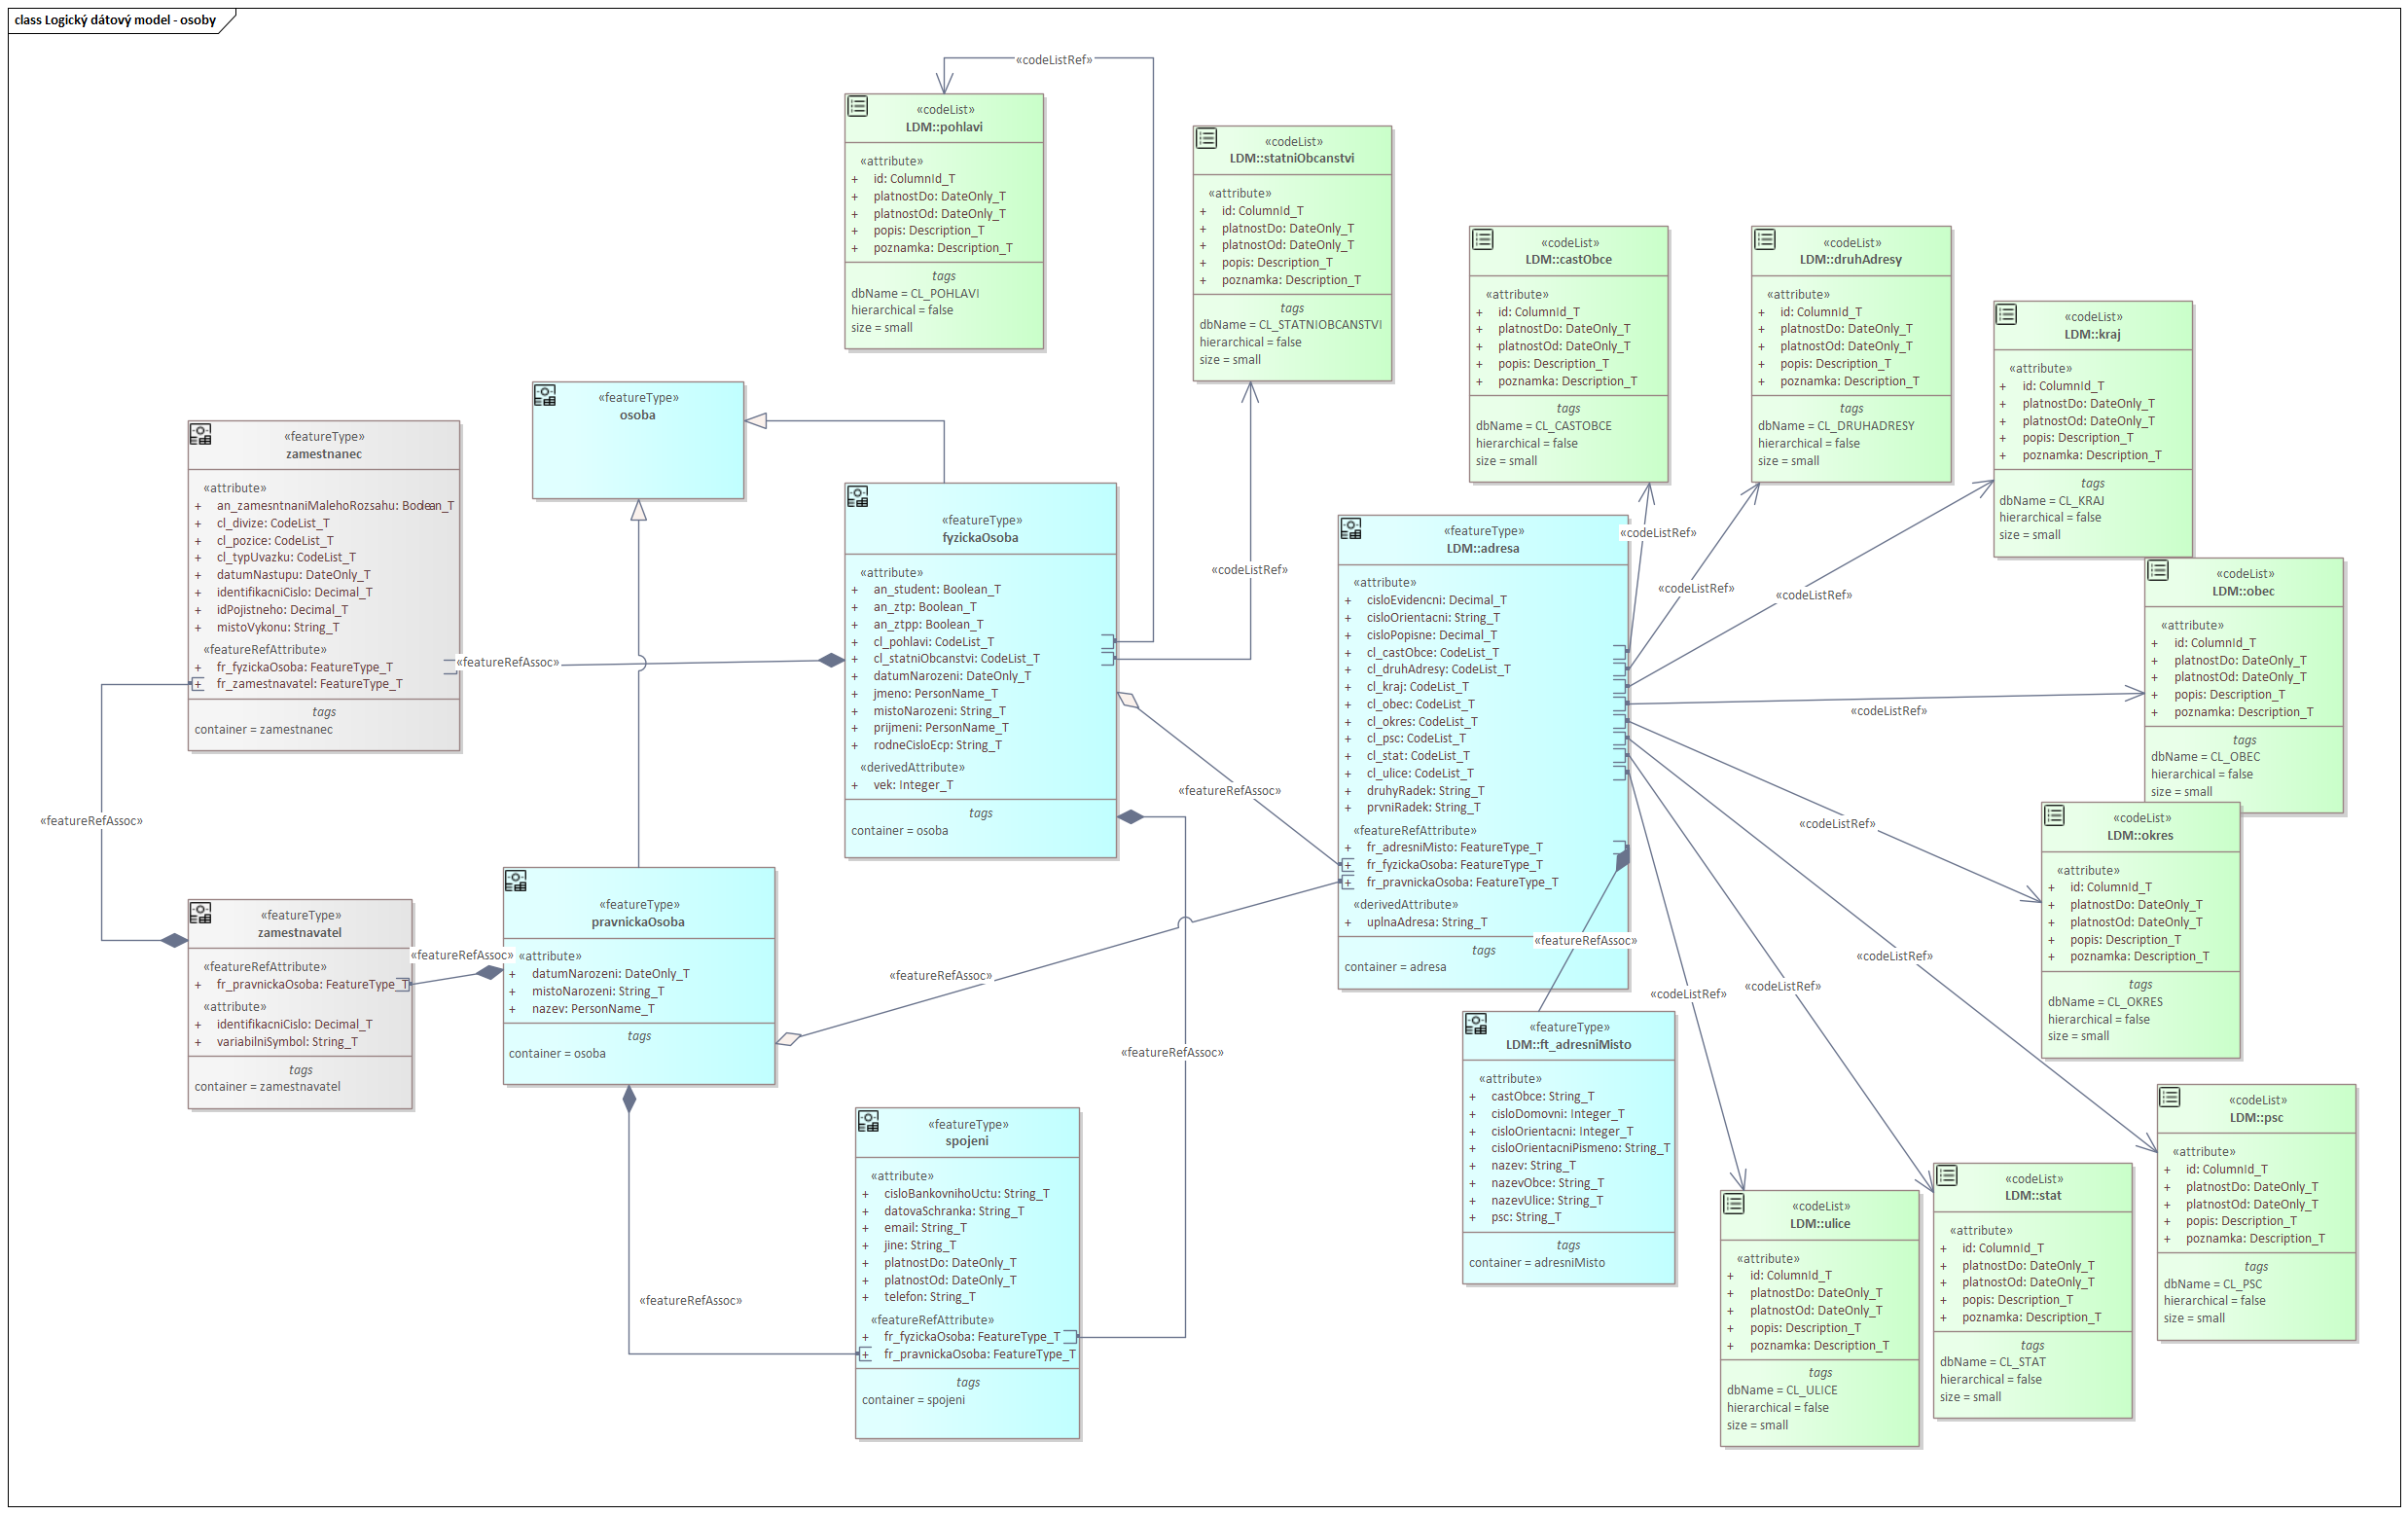 class Logický dátový model - osoby
«codeListRef»
«codeList»
LDM::pohlavi
«attribute»
+ id: ColumnId_T
+ platnostDo: DateOnly_T
+ platnostOd: DateOnly_T
+ popis: Description_T
+ poznamka: Description_T
tags
dbName = CL_POHLAVI
hierarchical = false
size = small
«codeList»
LDM::statniObcanstvi
«attribute»
+ id: ColumnId_T
+ platnostDo: DateOnly_T
+ platnostOd: DateOnly_T
+ popis: Description_T
+ poznamka: Description_T
tags
dbName = CL_STATNIOBCANSTVI
hierarchical = false
size = small
«codeList»
LDM::castObce
«attribute»
+ id: ColumnId_T
+ platnostDo: DateOnly_T
+ platnostOd: DateOnly_T
+ popis: Description_T
+ poznamka: Description_T
tags
dbName = CL_CASTOBCE
hierarchical = false
size = small
«codeList»
LDM::druhAdresy
«attribute»
+ id: ColumnId_T
+ platnostDo: DateOnly_T
+ platnostOd: DateOnly_T
+ popis: Description_T
+ poznamka: Description_T
tags
dbName = CL_DRUHADRESY
hierarchical = false
size = small
«codeList»
LDM::kraj
«attribute»
+ id: ColumnId_T
+ platnostDo: DateOnly_T
+ platnostOd: DateOnly_T
+ popis: Description_T
+ poznamka: Description_T
tags
dbName = CL_KRAJ
hierarchical = false
size = small
«featureType»
osoba
«featureType»
zamestnanec
«attribute»
+ an_zamesntnaniMalehoRozsahu: Boolean_T
+ cl_divize: CodeList_T
+ cl_pozice: CodeList_T
+ cl_typUvazku: CodeList_T
+ datumNastupu: DateOnly_T
+ identifikacniCislo: Decimal_T
+ idPojistneho: Decimal_T
+ mistoVykonu: String_T
«featureRefAttribute»
+ fr_fyzickaOsoba: FeatureType_T
+ fr_zamestnavatel: FeatureType_T
tags
container = zamestnanec
«featureRefAssoc»
«featureType»
fyzickaOsoba
«attribute»
+ an_student: Boolean_T
+ an_ztp: Boolean_T
+ an_ztpp: Boolean_T
+ cl_pohlavi: CodeList_T
+ cl_statniObcanstvi: CodeList_T
+ datumNarozeni: DateOnly_T
+ jmeno: PersonName_T
+ mistoNarozeni: String_T
+ prijmeni: PersonName_T
+ rodneCisloEcp: String_T
«derivedAttribute»
+ vek: Integer_T
tags
container = osoba
«codeListRef»
«featureType»
LDM::adresa
«attribute»
+ cisloEvidencni: Decimal_T
+ cisloOrientacni: String_T
+ cisloPopisne: Decimal_T
+ cl_castObce: CodeList_T
+ cl_druhAdresy: CodeList_T
+ cl_kraj: CodeList_T
+ cl_obec: CodeList_T
+ cl_okres: CodeList_T
+ cl_psc: CodeList_T
+ cl_stat: CodeList_T
+ cl_ulice: CodeList_T
+ druhyRadek: String_T
+ prvniRadek: String_T
«featureRefAttribute»
+ fr_adresniMisto: FeatureType_T
+ fr_fyzickaOsoba: FeatureType_T
+ fr_pravnickaOsoba: FeatureType_T
«derivedAttribute»
+ uplnaAdresa: String_T
tags
container = adresa
«codeListRef»
«codeListRef»
«codeListRef»
«codeListRef»
«codeListRef»
«codeListRef»
«codeListRef»
«codeListRef»
«codeList»
LDM::obec
«attribute»
+ id: ColumnId_T
+ platnostDo: DateOnly_T
+ platnostOd: DateOnly_T
+ popis: Description_T
+ poznamka: Description_T
tags
dbName = CL_OBEC
hierarchical = false
size = small
«codeList»
LDM::okres
«attribute»
+ id: ColumnId_T
+ platnostDo: DateOnly_T
+ platnostOd: DateOnly_T
+ popis: Description_T
+ poznamka: Description_T
tags
dbName = CL_OKRES
hierarchical = false
size = small
«featureRefAssoc»
«featureRefAssoc»
«featureType»
zamestnavatel
«featureRefAttribute»
+ fr_pravnickaOsoba: FeatureType_T
«attribute»
+ identifikacniCislo: Decimal_T
+ variabilniSymbol: String_T
tags
container = zamestnavatel
«featureRefAssoc»
«featureType»
pravnickaOsoba
«attribute»
+ datumNarozeni: DateOnly_T
+ mistoNarozeni: String_T
+ nazev: PersonName_T
tags
container = osoba
«featureRefAssoc»
«featureRefAssoc»
«featureRefAssoc»
«featureRefAssoc»
«featureType»
spojeni
«attribute»
+ cisloBankovnihoUctu: String_T
+ datovaSchranka: String_T
+ email: String_T
+ jine: String_T
+ platnostDo: DateOnly_T
+ platnostOd: DateOnly_T
+ telefon: String_T
«featureRefAttribute»
+ fr_fyzickaOsoba: FeatureType_T
+ fr_pravnickaOsoba: FeatureType_T
tags
container = spojeni
«featureType»
LDM::ft_adresniMisto
«attribute»
+ castObce: String_T
+ cisloDomovni: Integer_T
+ cisloOrientacni: Integer_T
+ cisloOrientacniPismeno: String_T
+ nazev: String_T
+ nazevObce: String_T
+ nazevUlice: String_T
+ psc: String_T
tags
container = adresniMisto
«codeList»
LDM::ulice
«attribute»
+ id: ColumnId_T
+ platnostDo: DateOnly_T
+ platnostOd: DateOnly_T
+ popis: Description_T
+ poznamka: Description_T
tags
dbName = CL_ULICE
hierarchical = false
size = small
«codeList»
LDM::stat
«attribute»
+ id: ColumnId_T
+ platnostDo: DateOnly_T
+ platnostOd: DateOnly_T
+ popis: Description_T
+ poznamka: Description_T
tags
dbName = CL_STAT
hierarchical = false
size = small
«codeList»
LDM::psc
«attribute»
+ id: ColumnId_T
+ platnostDo: DateOnly_T
+ platnostOd: DateOnly_T
+ popis: Description_T
+ poznamka: Description_T
tags
dbName = CL_PSC
hierarchical = false
size = small